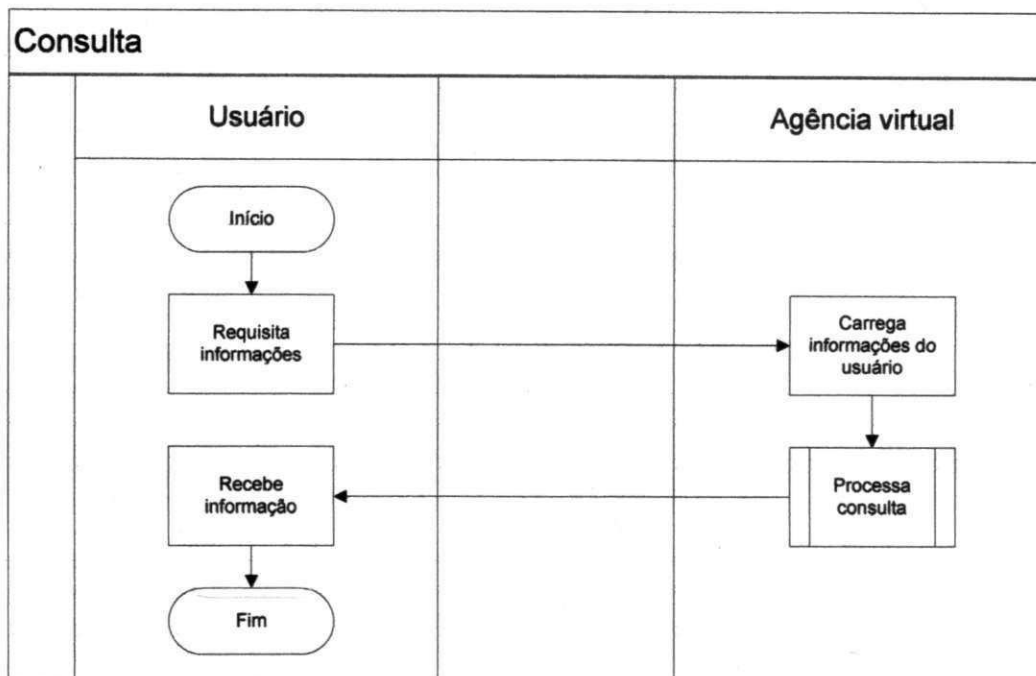 Consulta
Usuário
Agência virtual
Início
Requisita
informações
Carrega
informações do
usuário
Recebe
informação
Processa
consulta
Fim